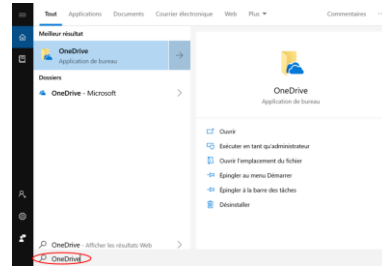 Tout Applications Documents Courrier électronique Web Plus Commentaires
Meilleur résultat
OneDrive
Application de bureau
Dossiers
OneDrive - Microsoft
OneDrive
Application de bureau
Ouvrir
Exécuter en tant qu'administrateur
Ouvrir l'emplacement du fichier
Épingler au menu Démarrer
Épingler à la barre des tâches
Désinstaller
OneDrive - Afficher les résultats Web
OneDrive